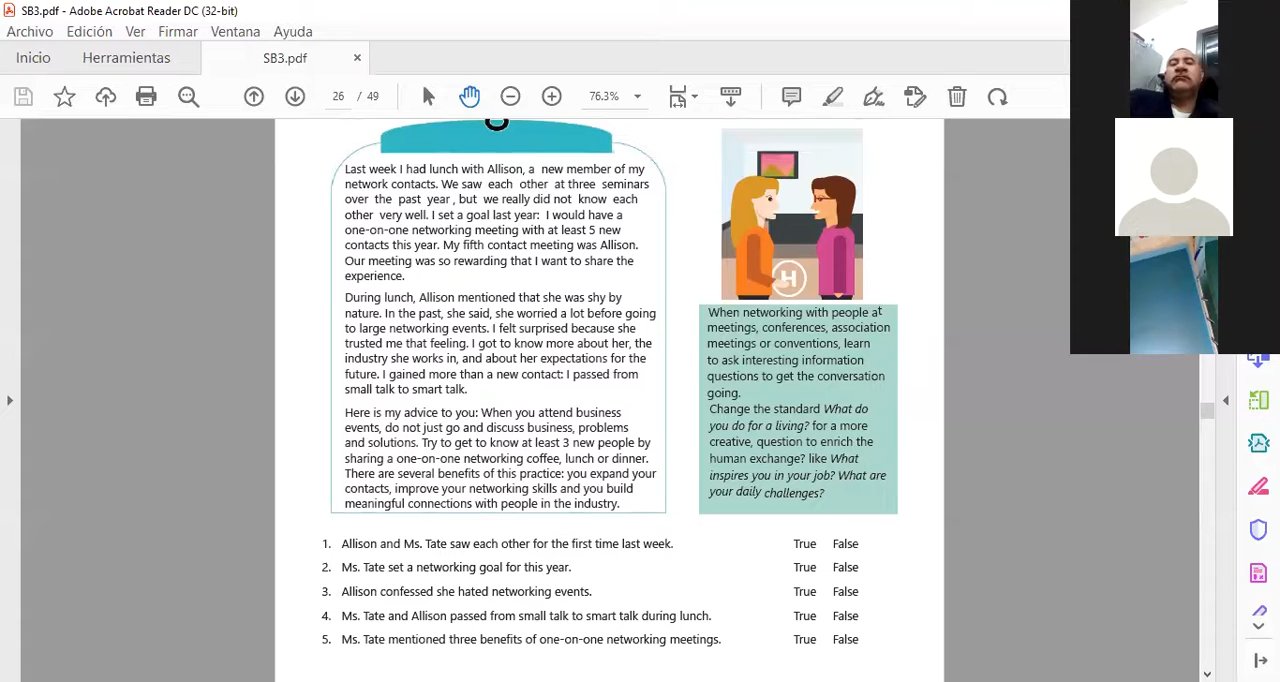 SB3.pdf - Adobe Acrobat Reader DC (32-bit)
Archivo Edición Ver Firmar Ventana Ayuda
Inicio Herramientas SB3.pdf ×
26 / 49 76.3%
Last week I had lunch with Allison, a new member of my
network contacts. We saw each other at three seminars
over the past year , but we really did not know each
other very well. I set a goal last year: I would have a
one-on-one networking meeting with at least 5 new
contacts this year. My fifth contact meeting was Allison.
Our meeting was so rewarding that I want to share the
experience.
During lunch, Allison mentioned that she was shy by
nature. In the past, she said, she worried a lot before going
to large networking events. I felt surprised because she
trusted me that feeling. I got to know more about her, the
industry she works in, and about her expectations for the
future. I gained more than a new contact: I passed from
small talk to smart talk.
Here is my advice to you: When you attend business
events, do not just go and discuss business, problems
and solutions. Try to get to know at least 3 new people by
sharing a one-on-one networking coffee, lunch or dinner.
There are several benefits of this practice: you expand your
contacts, improve your networking skills and you build
meaningful connections with people in the industry.
H
When networking with people at
meetings, conferences, association
meetings or conventions, learn
to ask interesting information
questions to get the conversation
going.
Change the standard What do
you do for a living? for a more
creative, question to enrich the
human exchange? like What
inspires you in your job? What are
your daily challenges?
1. Allison and Ms. Tate saw each other for the first time last week. True False
2. Ms. Tate set a networking goal for this year. True False
3. Allison confessed she hated networking events. True False
4. Ms. Tate and Allison passed from small talk to smart talk during lunch. True False
5. Ms. Tate mentioned three benefits of one-on-one networking meetings. True False